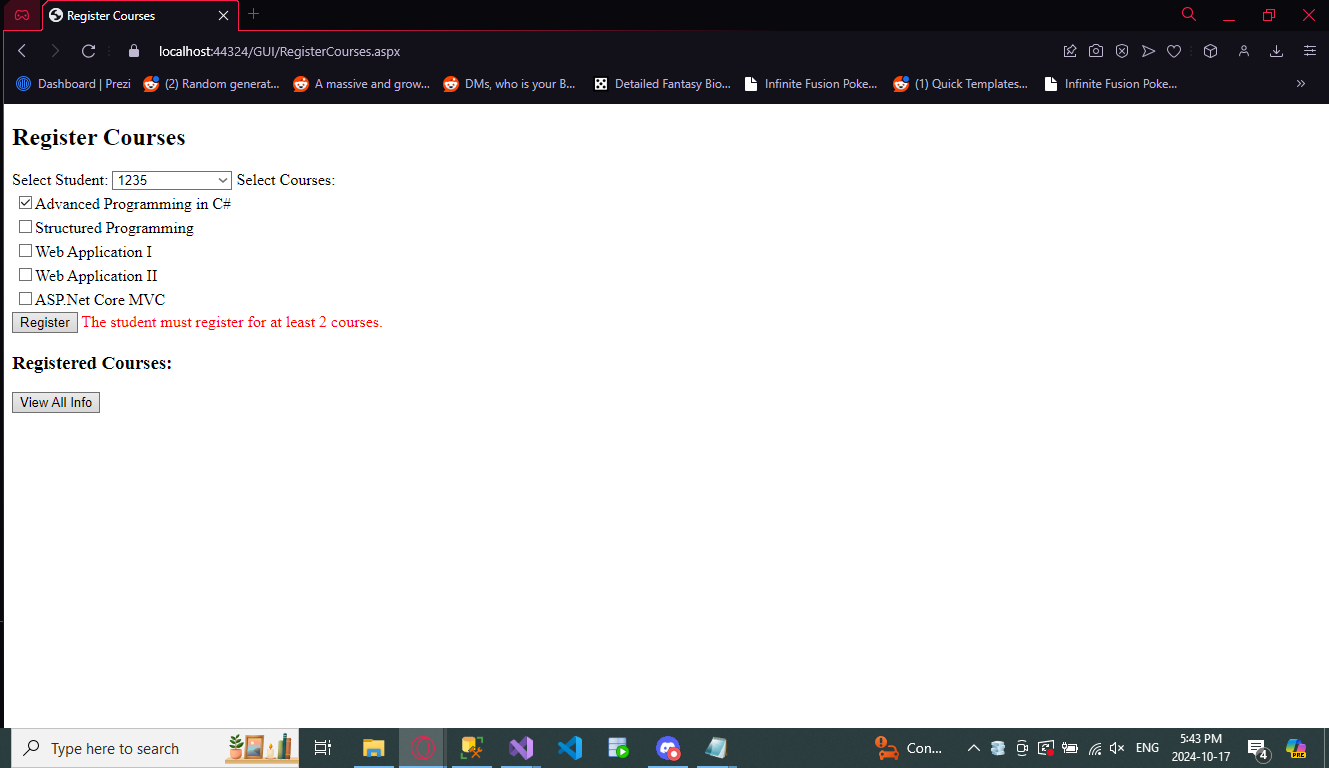 Register Courses
localhost:44324/GUI/RegisterCourses.aspx
Dashboard | Prezi (2) Random generat... A massive and grow... DMs, who is your B... Detailed Fantasy Bio... Infinite Fusion Poke... (1) Quick Templates... Infinite Fusion Poke...
Register Courses
Select Student: 1235 Select Courses:
Advanced Programming in C#
Structured Programming
Web Application I
Web Application II
ASP.Net Core MVC
Register The student must register for at least 2 courses.
Registered Courses:
View All Info
Type here to search Con... ENG 5:43 PM 4 PRE
2024-10-17